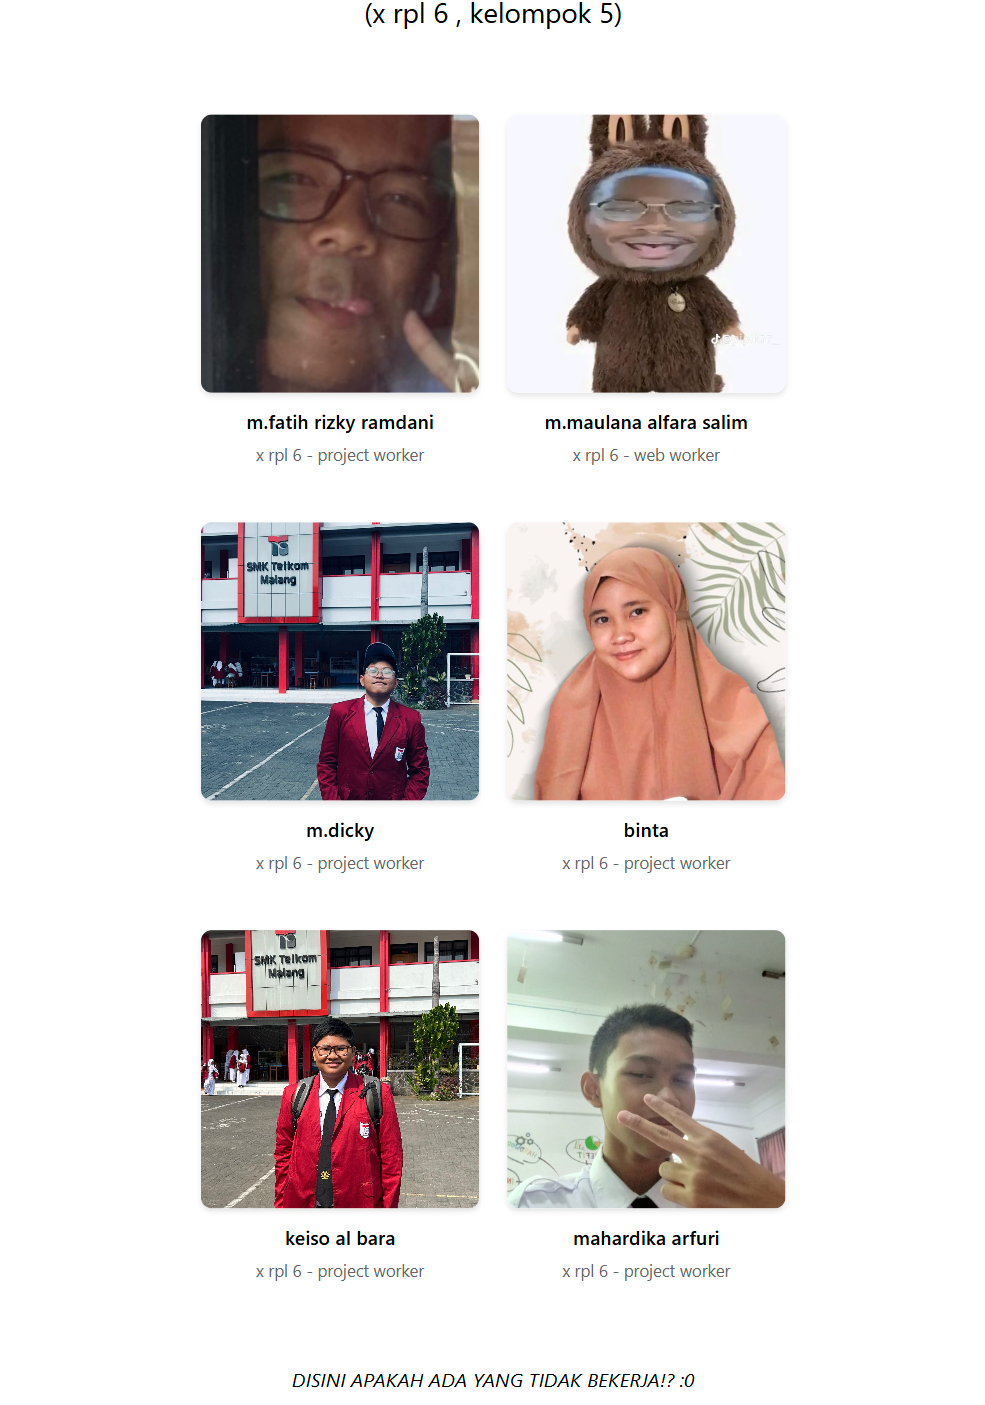 (x rpl 6 , kelompok 5)
m.fatih rizky ramdani
x rpl 6 - project worker
m.maulana alfara salim
x rpl 6 - web worker
SMK Telkom
Malang
m.dicky
x rpl 6 - project worker
binta
x rpl 6 - project worker
SMK Telkom
Malang
keiso al bara
x rpl 6 - project worker
mahardika arfuri
x rpl 6 - project worker
DISINI APAKAH ADA YANG TIDAK BEKERJA!? :0